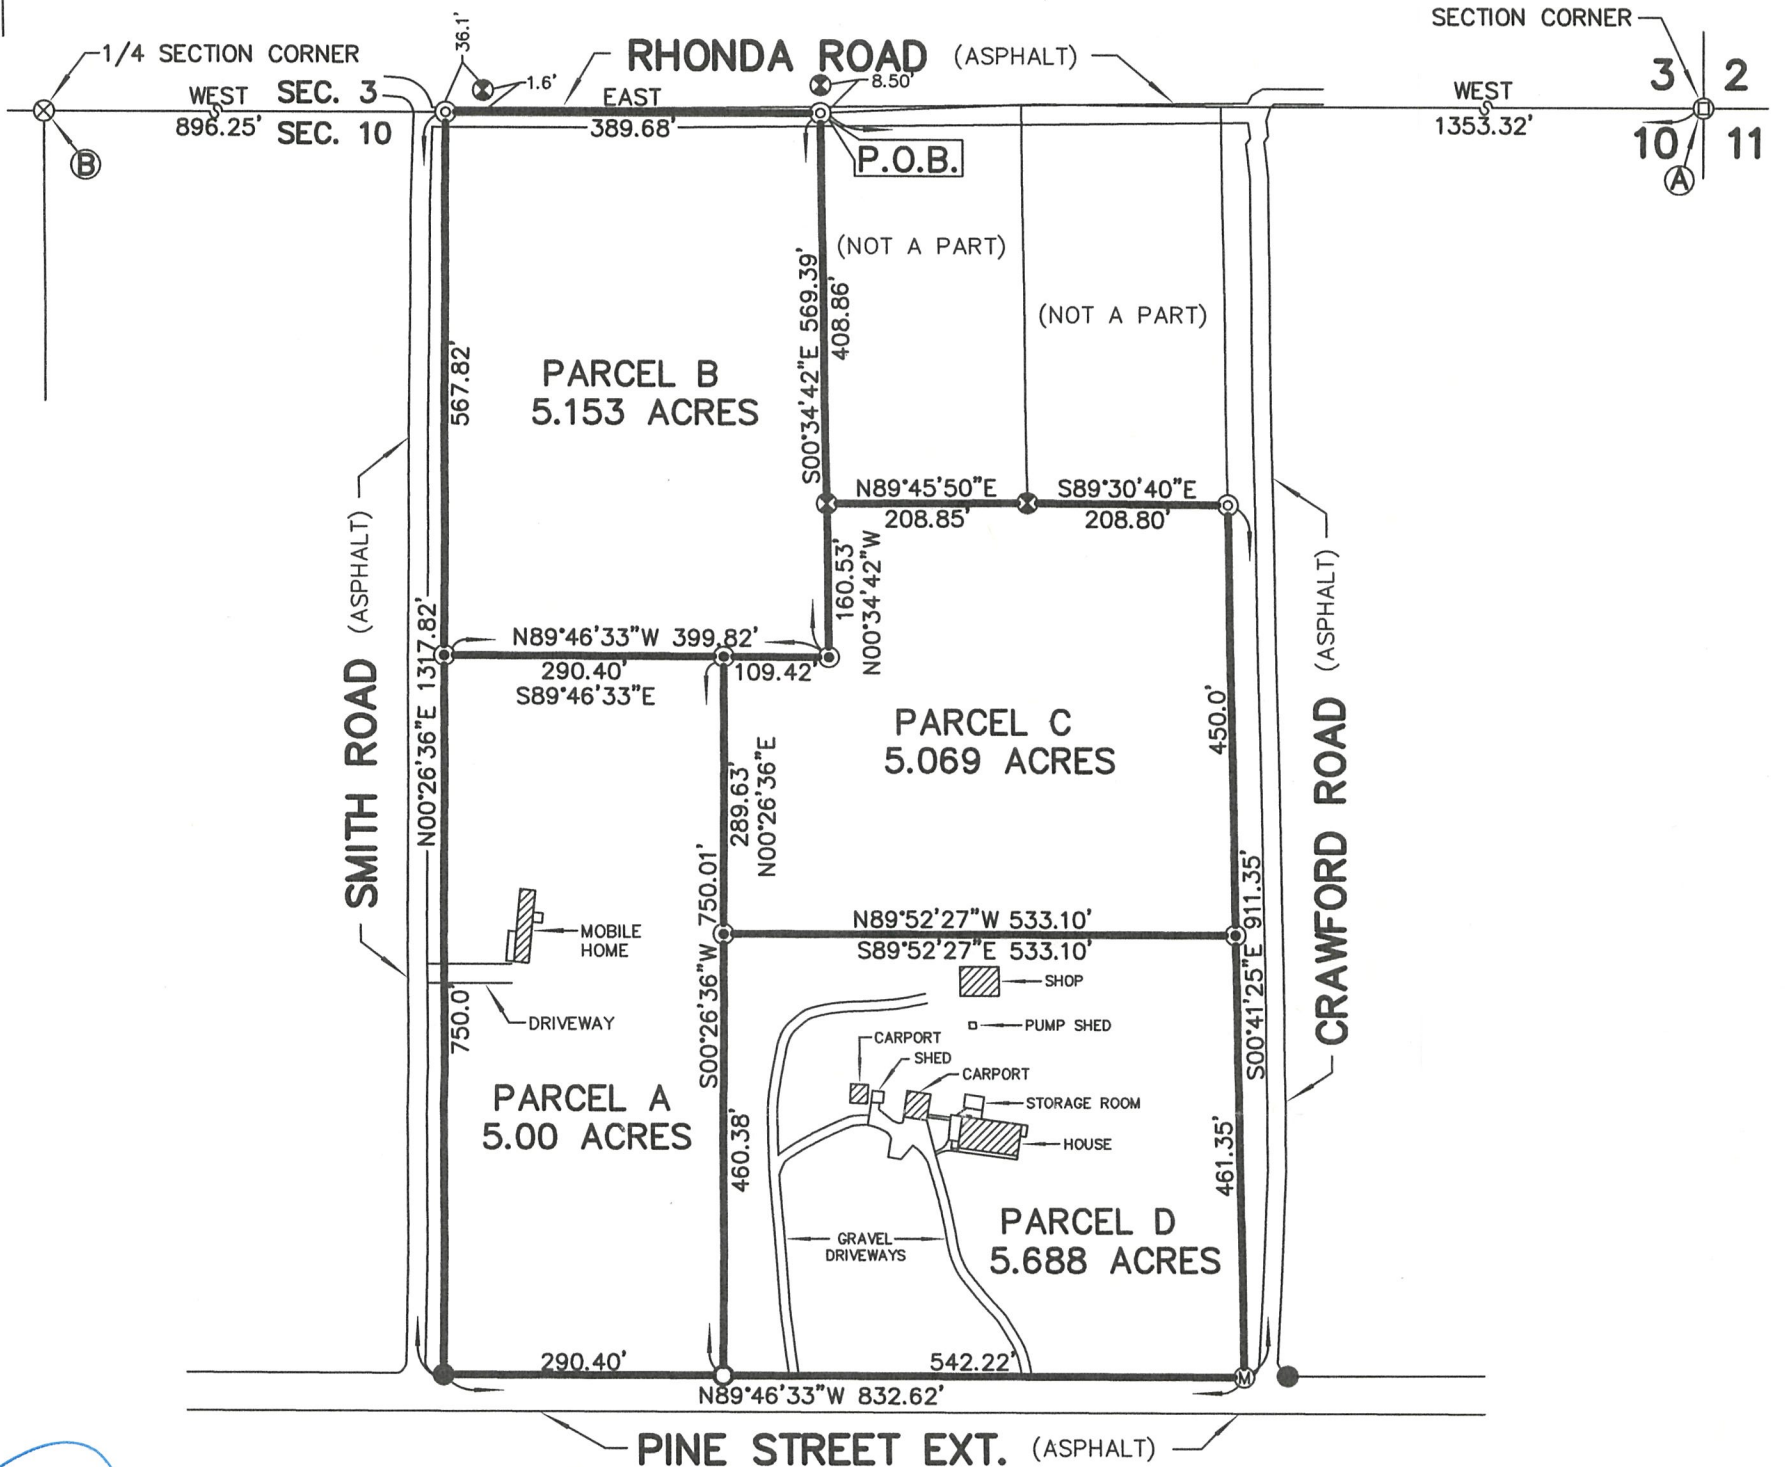 SECTION CORNER
36.1'
1/4 SECTION CORNER
RHONDA ROAD (ASPHALT)
3 2
WEST SEC. 3
1.6'
EAST
8.50'
WEST
896.25' SEC. 10
389.68'
1353.32'
10 11
P.O.B.
B
A
(NOT A PART)
(NOT A PART)
S00°34'42"E 569.39'
408.86'
567.82'
PARCEL B
5.153 ACRES
N89°45'50"E
208.85'
S89°30'40"E
208.80'
160.53'
N00°34'42"W
SMITH ROAD (ASPHALT)
CRAWFORD ROAD (ASPHALT)
N00°26'36"E 1317.82'
N89°46'33"W 399.82'
290.40'
109.42'
S89°46'33"E
PARCEL C
5.069 ACRES
450.0'
289.63'
N00°26'36"E
S00°26'36"W 750.01'
N89°52'27"W 533.10'
S89°52'27"E 533.10'
S00°41'25"E 911.35'
MOBILE
HOME
SHOP
DRIVEWAY
750.0'
PUMP SHED
CARPORT
SHED
CARPORT
STORAGE ROOM
HOUSE
PARCEL A
5.00 ACRES
460.38'
461.35'
PARCEL D
5.688 ACRES
GRAVEL
DRIVEWAYS
290.40'
542.22'
M
N89°46'33"W 832.62'
PINE STREET EXT. (ASPHALT)